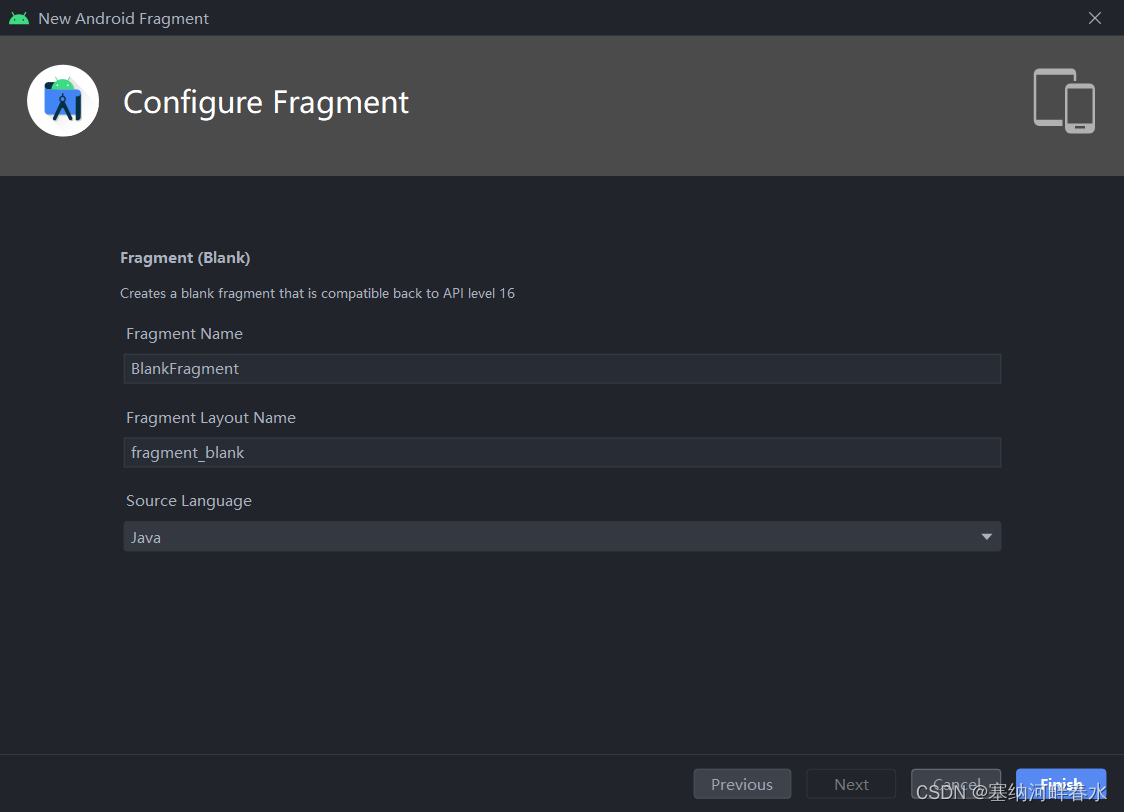 New Android Fragment
Configure Fragment
Fragment (Blank)
Creates a blank fragment that is compatible back to API level 16
Fragment Name
BlankFragment
Fragment Layout Name
fragment_blank
Source Language
Java
Previous
Next
Cancel
Finish
CSDN @塞纳河畔春水